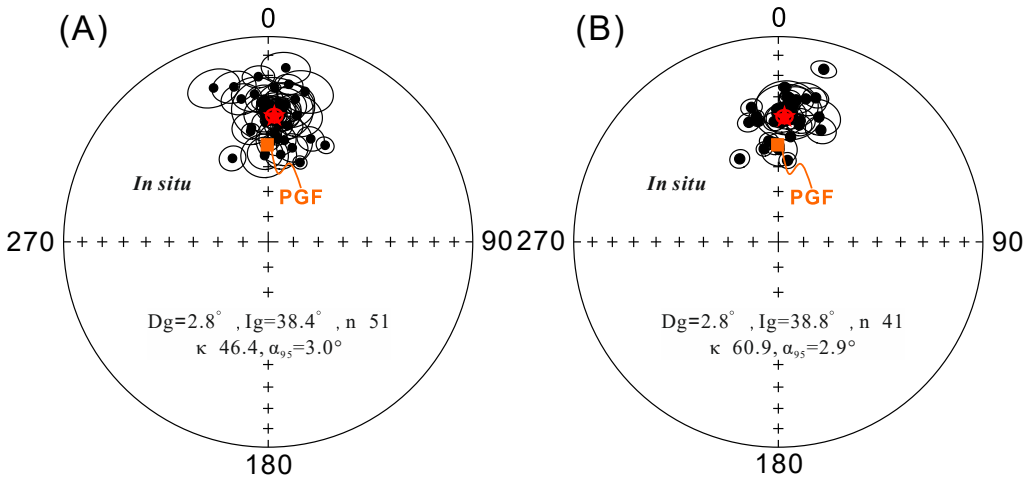 (A)
0
270
90
In situ
PGF
Dg=2.8° , Ig=38.4° , n 51
κ 46.4, α95=3.0°
180
(B)
0
270
90
In situ
PGF
Dg=2.8° , Ig=38.8° , n 41
κ 60.9, α95=2.9°
180